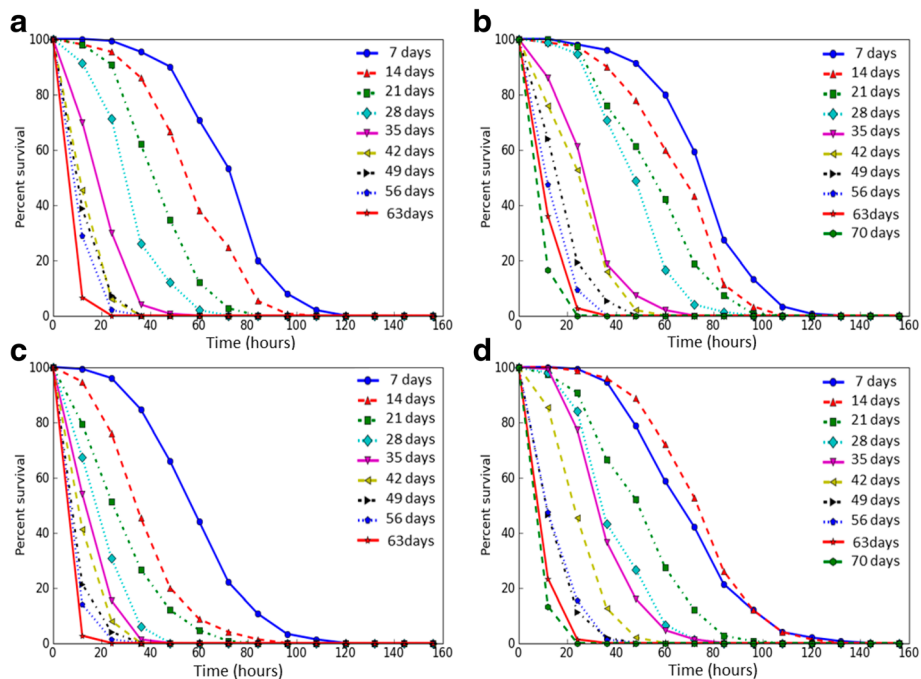 a
100
80
60
40
20
0
Percent survival
0 20 40 60 80 100 120 140 160
Time (hours)
7 days
14 days
21 days
28 days
35 days
42 days
49 days
56 days
63days
b
100
80
60
40
20
0
Percent survival
0 20 40 60 80 100 120 140 160
Time (hours)
7 days
14 days
21 days
28 days
35 days
42 days
49 days
56 days
63days
70 days
c
100
80
60
40
20
0
Percent survival
0 20 40 60 80 100 120 140 160
Time (hours)
7 days
14 days
21 days
28 days
35 days
42 days
49 days
56 days
63days
d
100
80
60
40
20
0
Percent survival
0 20 40 60 80 100 120 140 160
Time (hours)
7 days
14 days
21 days
28 days
35 days
42 days
49 days
56 days
63days
70 days